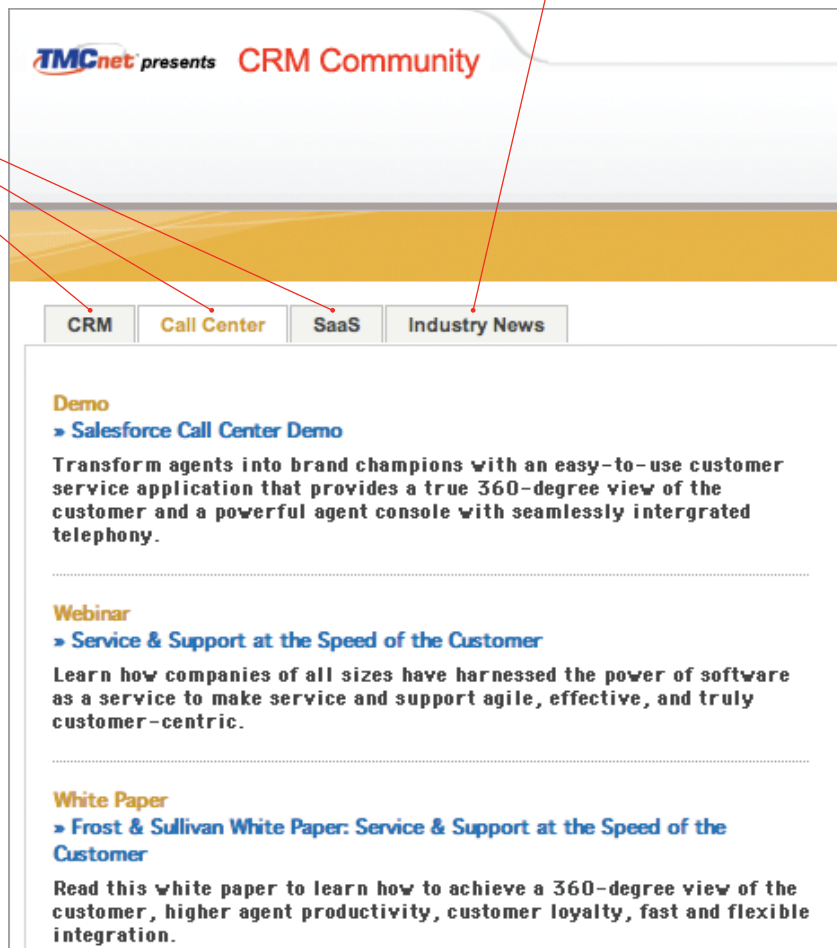 TMCnet presents CRM Community
CRM Call Center SaaS Industry News
Demo
» Salesforce Call Center Demo
Transform agents into brand champions with an easy-to-use customer
service application that provides a true 360-degree view of the
customer and a powerful agent console with seamlessly intergrated
telephony.
Webinar
» Service & Support at the Speed of the Customer
Learn how companies of all sizes have harnessed the power of software
as a service to make service and support agile, effective, and truly
customer-centric.
White Paper
» Frost & Sullivan White Paper: Service & Support at the Speed of the
Customer
Read this white paper to learn how to achieve a 360-degree view of the
customer, higher agent productivity, customer loyalty, fast and flexible
integration.